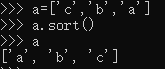 >>> a=['c','b','a']
>>> a.sort()
>>> a
['a', 'b', 'c']
>>>